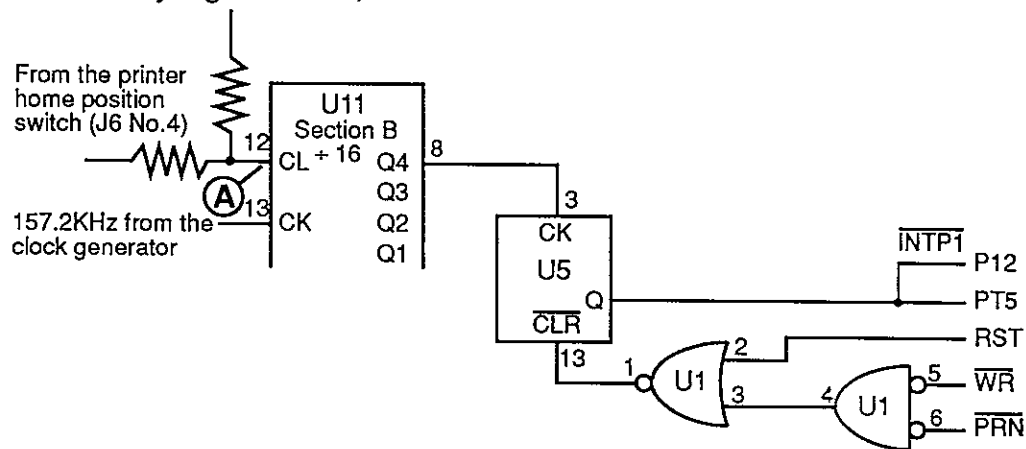 From the printer
home position
switch (J6 No.4)
U11
Section B
÷ 16
12
CL
Q4
8
Q3
A
13
CK
Q2
Q1
157.2KHz from the
clock generator
3
CK
U5
Q
CLR
13
INTP1
P12
PT5
RST
1
U1
2
3
4
U1
5
WR
6
PRN